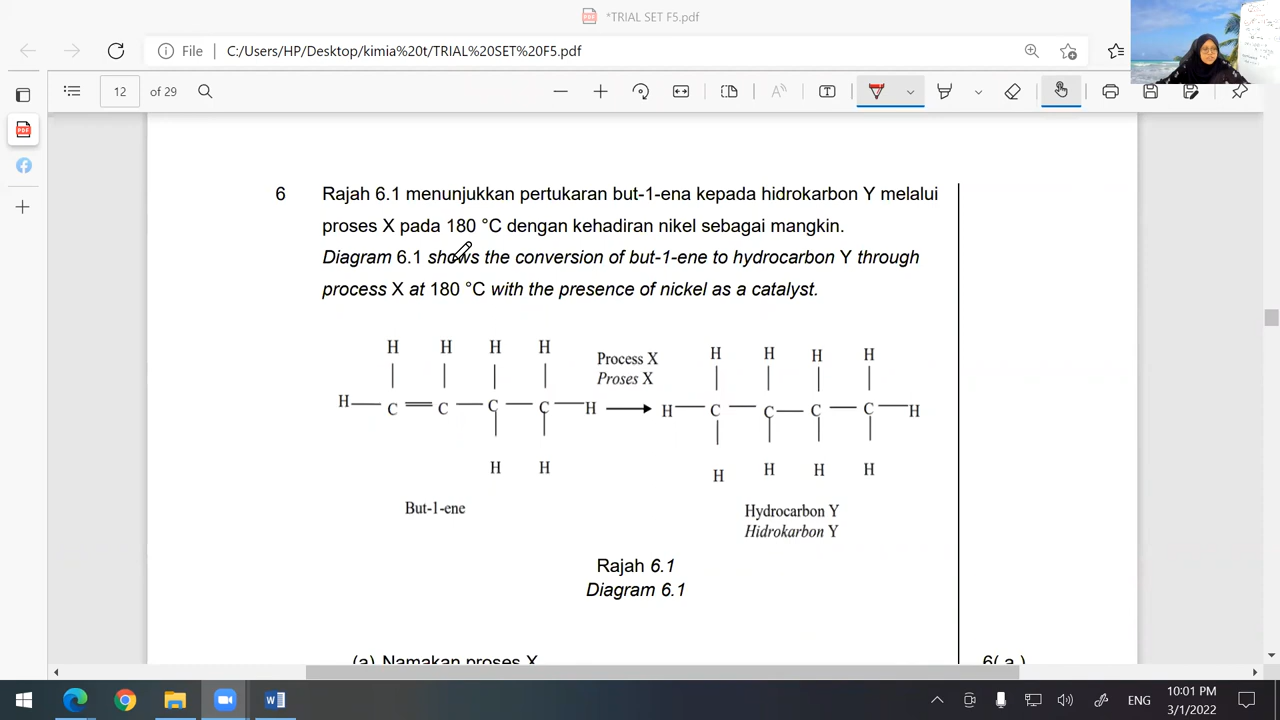 *TRIAL SET F5.pdf
File C:/Users/HP/Desktop/kimia%20t/TRIAL%20SET%20F5.pdf
12 of 29
6 Rajah 6.1 menunjukkan pertukaran but-1-ena kepada hidrokarbon Y melalui
proses X pada 180 °C dengan kehadiran nikel sebagai mangkin.
Diagram 6.1 shows the conversion of but-1-ene to hydrocarbon Y through
process X at 180 °C with the presence of nickel as a catalyst.
H H H H
H C C C C H
H H
But-1-ene
Process X
Proses X
H H H H
H C C C C H
H H H H
Hydrocarbon Y
Hidrokarbon Y
Rajah 6.1
Diagram 6.1
(a) Namakan proses X
6( a )
ENG
10:01 PM
3/1/2022